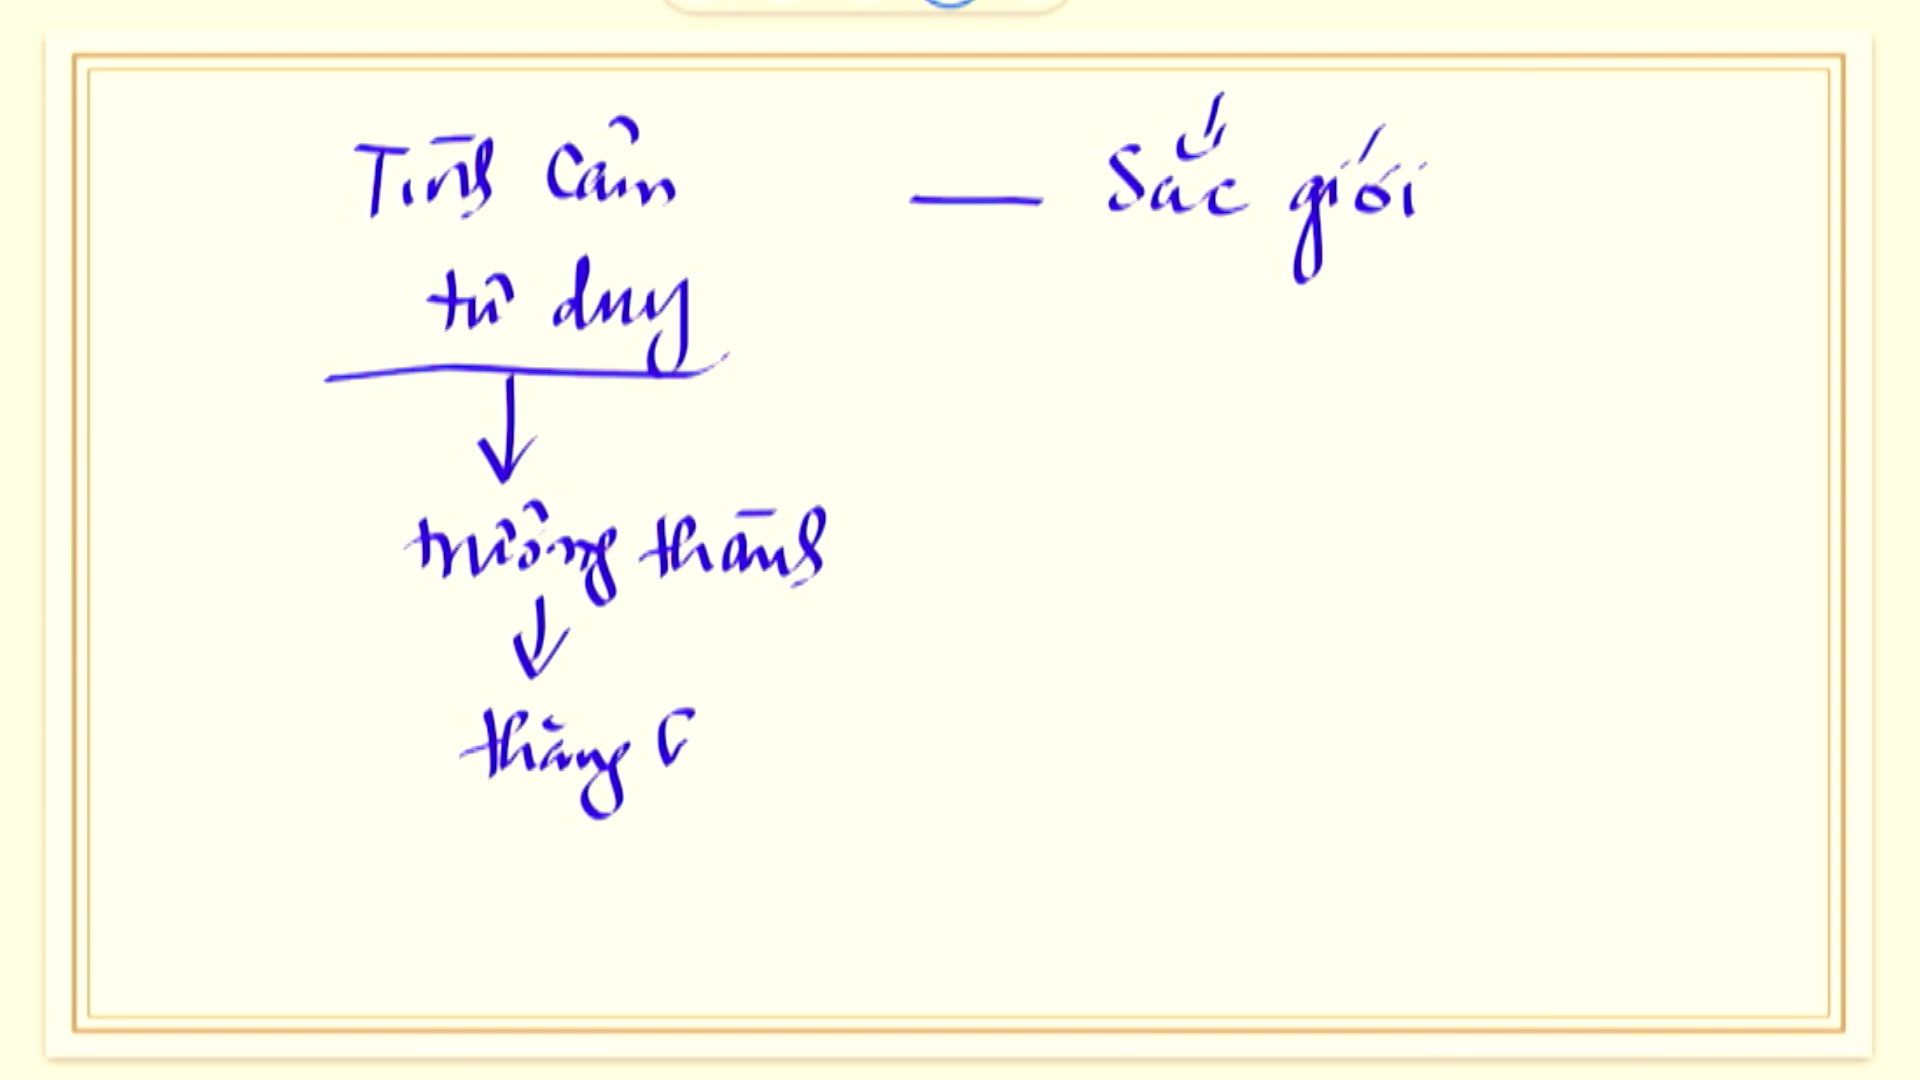 Tình Cảm — Sắc giới
tư duy
trưởng thành
thăng C